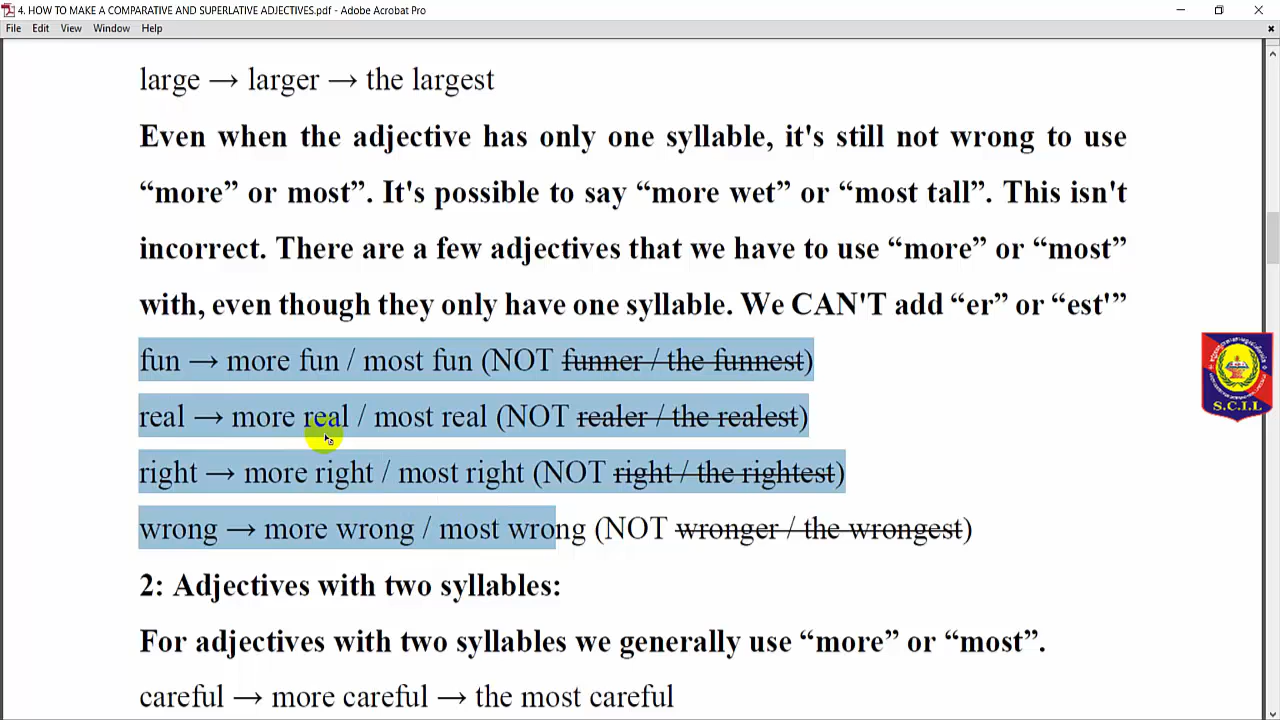 4. HOW TO MAKE A COMPARATIVE AND SUPERLATIVE ADJECTIVES.pdf - Adobe Acrobat Pro
File Edit View Window Help
large → larger → the largest
Even when the adjective has only one syllable, it's still not wrong to use
“more” or most”. It's possible to say “more wet” or “most tall”. This isn't
incorrect. There are a few adjectives that we have to use “more” or “most”
with, even though they only have one syllable. We CAN'T add “er” or “est'”
fun → more fun / most fun (NOT funner / the funnest)
real → more real / most real (NOT realer / the realest)
right → more right / most right (NOT right / the rightest)
wrong → more wrong / most wrong (NOT wronger / the wrongest)
S.C.I.L
2: Adjectives with two syllables:
For adjectives with two syllables we generally use “more” or “most”.
careful → more careful → the most careful